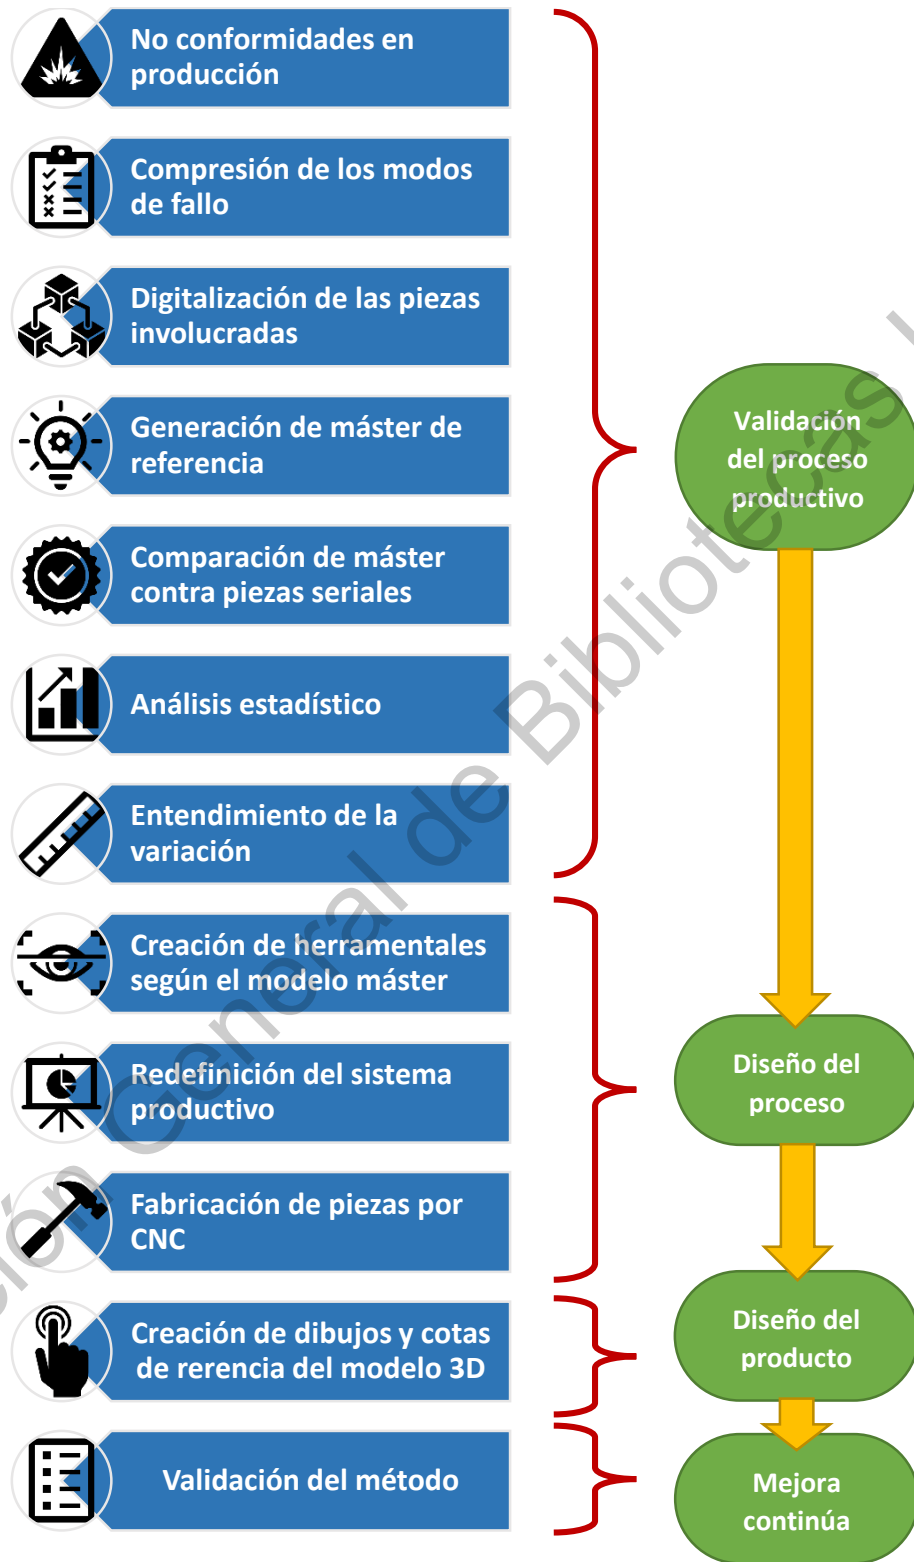 No conformidades en
producción
Compresión de los modos
de fallo
Digitalización de las piezas
involucradas
Generación de máster de
referencia
Comparación de máster
contra piezas seriales
Análisis estadístico
Entendimiento de la
variación
Creación de herramentales
según el modelo máster
Redefinición del sistema
productivo
Fabricación de piezas por
CNC
Creación de dibujos y cotas
de rerencia del modelo 3D
Validación del método
Validación
del proceso
productivo
Diseño del
proceso
Diseño del
producto
Mejora
continúa
General de Bibliotecas